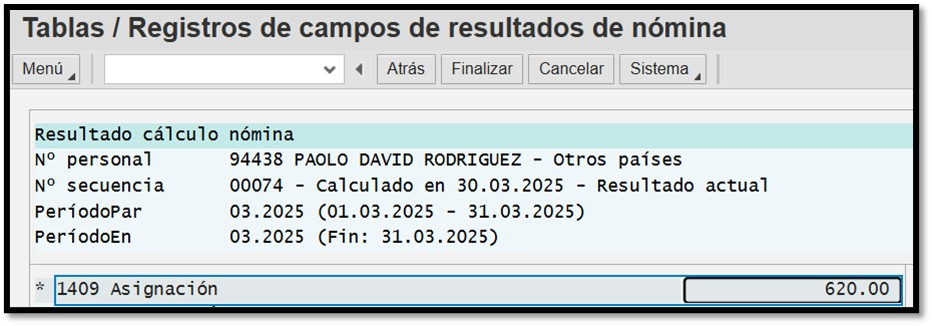 Tablas / Registros de campos de resultados de nómina
Menú Atrás Finalizar Cancelar Sistema
Resultado cálculo nómina
Nº personal 94438 PAOLO DAVID RODRIGUEZ - Otros países
Nº secuencia 00074 - Calculado en 30.03.2025 - Resultado actual
PeríodoPar 03.2025 (01.03.2025 - 31.03.2025)
PeríodoEn 03.2025 (Fin: 31.03.2025)
* 1409 Asignación 620.00